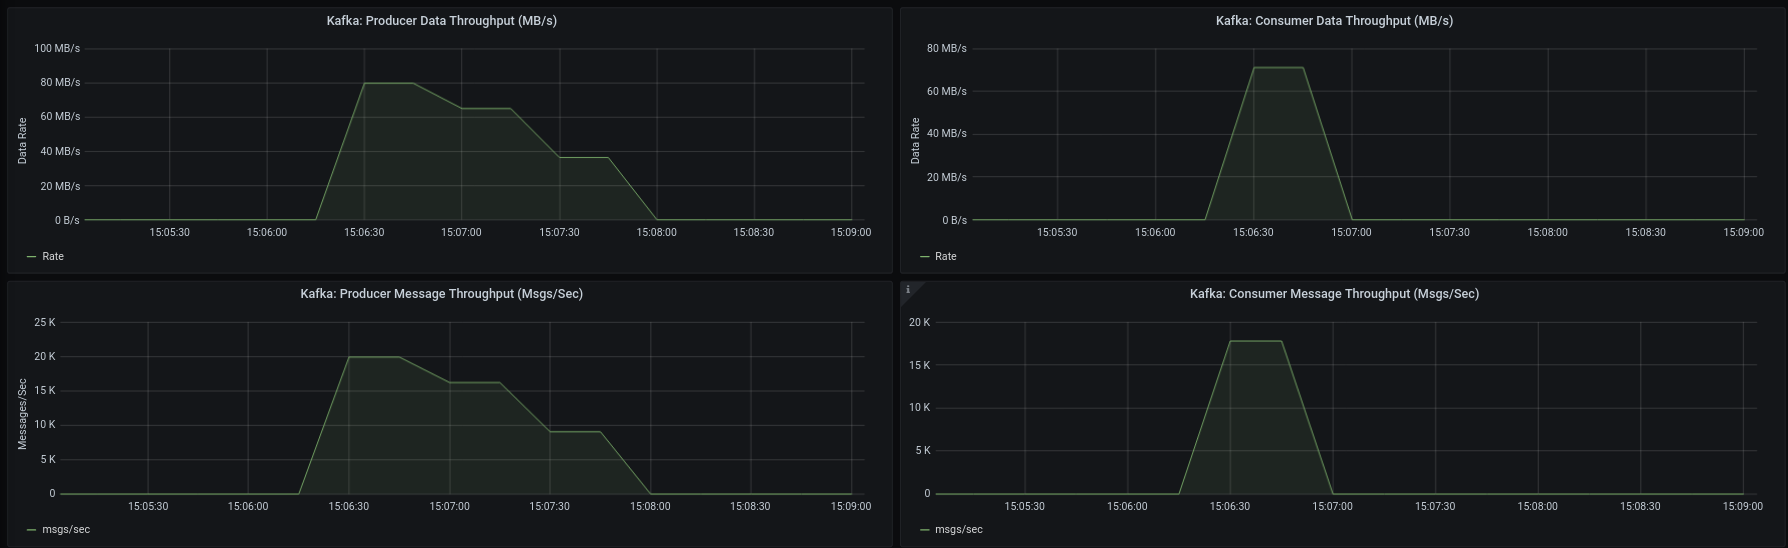 Kafka: Producer Data Throughput (MB/s)
100 MB/s
80 MB/s
60 MB/s
40 MB/s
20 MB/s
0 B/s
Data Rate
15:05:30 15:06:00 15:06:30 15:07:00 15:07:30 15:08:00 15:08:30 15:09:00
Rate
Kafka: Consumer Data Throughput (MB/s)
80 MB/s
60 MB/s
40 MB/s
20 MB/s
0 B/s
Data Rate
15:05:30 15:06:00 15:06:30 15:07:00 15:07:30 15:08:00 15:08:30 15:09:00
Rate
Kafka: Producer Message Throughput (Msgs/Sec)
25 K
20 K
15 K
10 K
5 K
0
Messages/Sec
15:05:30 15:06:00 15:06:30 15:07:00 15:07:30 15:08:00 15:08:30 15:09:00
msgs/sec
i
Kafka: Consumer Message Throughput (Msgs/Sec)
20 K
15 K
10 K
5 K
0
15:05:30 15:06:00 15:06:30 15:07:00 15:07:30 15:08:00 15:08:30 15:09:00
msgs/sec